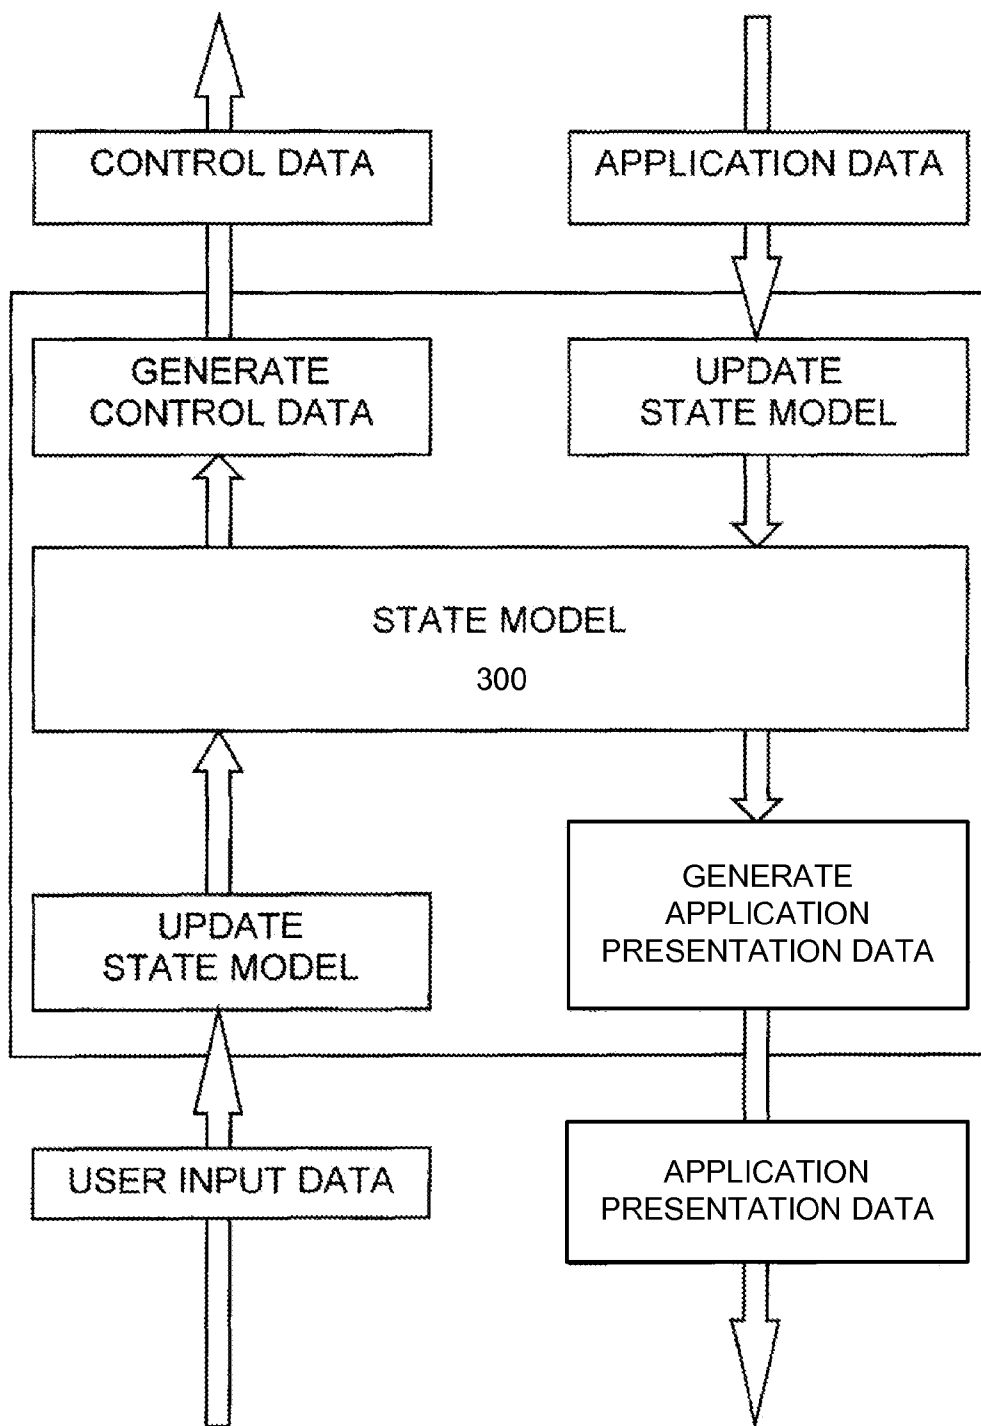 CONTROL DATA
APPLICATION DATA
GENERATE
CONTROL DATA
UPDATE
STATE MODEL
STATE MODEL
300
UPDATE
STATE MODEL
GENERATE
APPLICATION
PRESENTATION DATA
USER INPUT DATA
APPLICATION
PRESENTATION DATA